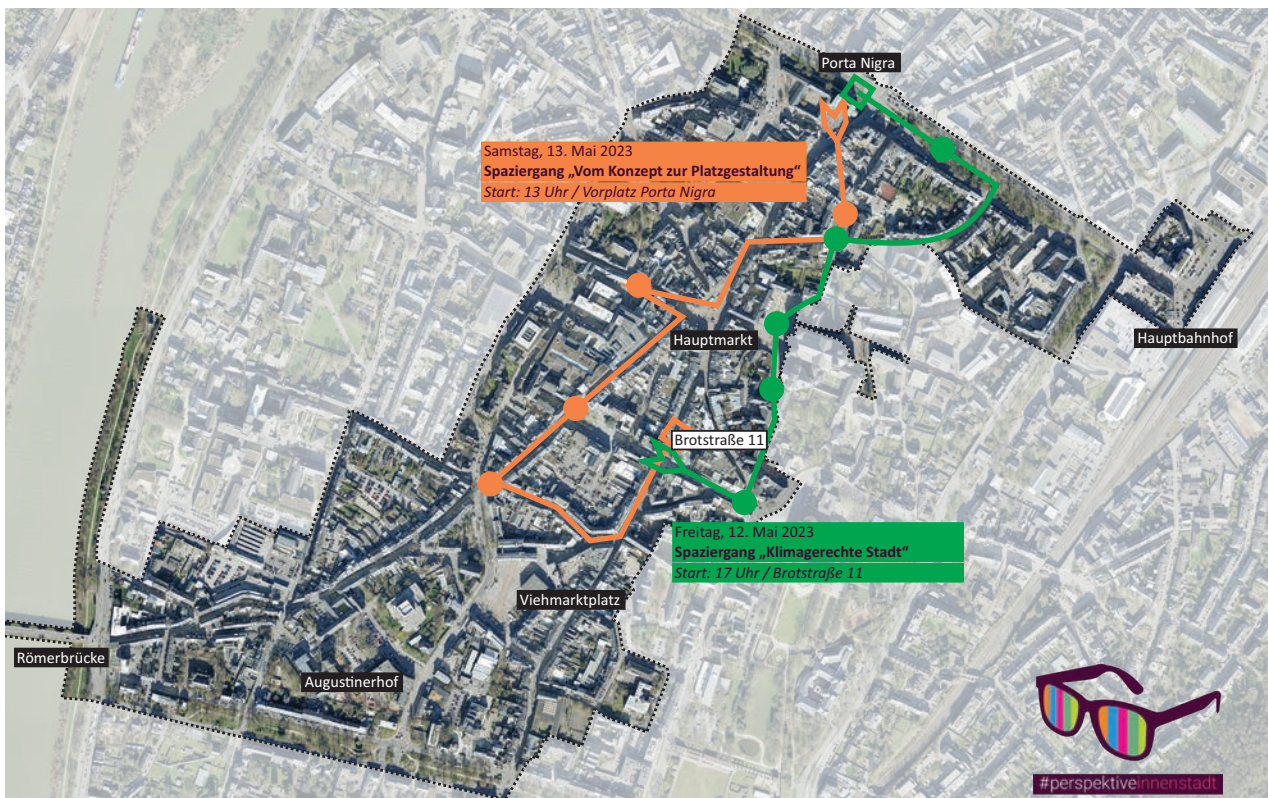 Porta Nigra
Samstag, 13. Mai 2023
Spaziergang „Vom Konzept zur Platzgestaltung“
Start: 13 Uhr / Vorplatz Porta Nigra
Hauptmarkt
Hauptbahnhof
Brotstraße 11
Freitag, 12. Mai 2023
Spaziergang „Klimagerechte Stadt“
Start: 17 Uhr / Brotstraße 11
Viehmarktplatz
Römerbrücke
Augustinerhof
#perspektiveinnenstadt